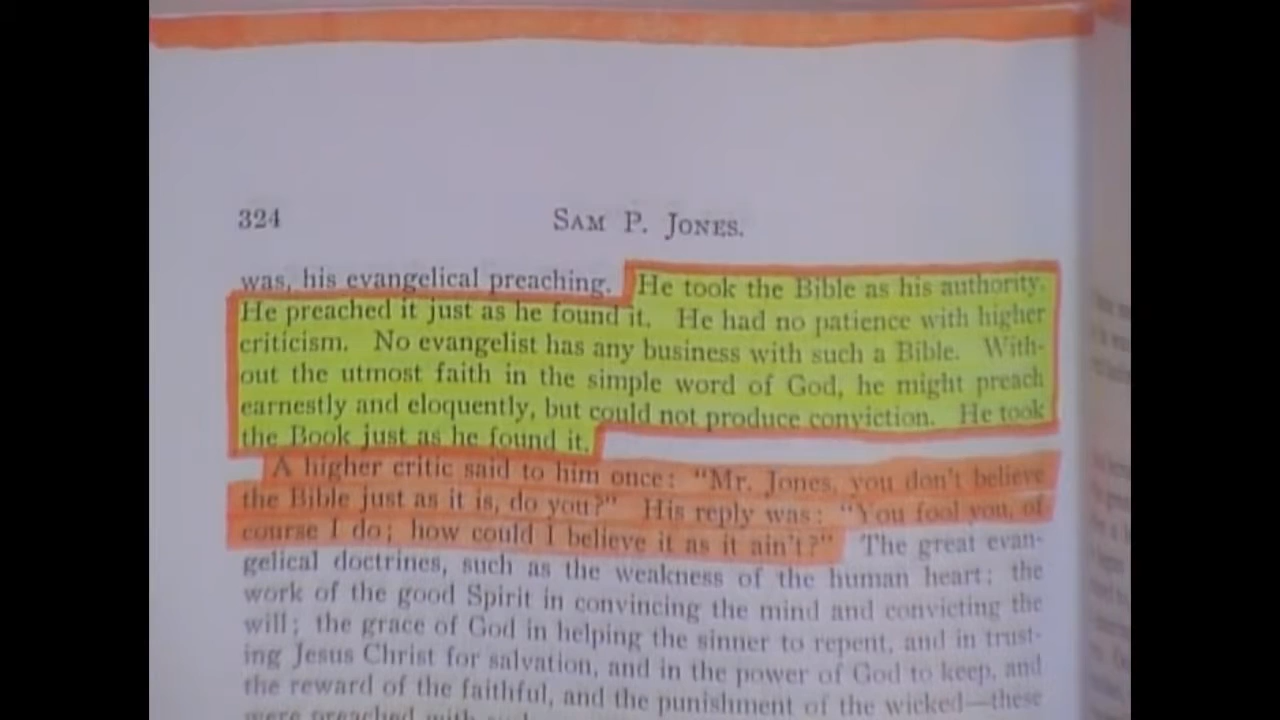 324
SAM P. JONES.
was, his evangelical preaching. He took the Bible as his authority.
He preached it just as he found it. He had no patience with higher
criticism. No evangelist has any business with such a Bible. With-
out the utmost faith in the simple word of God, he might preach
earnestly and eloquently, but could not produce conviction. He took
the Book just as he found it.
A higher critic said to him once: "Mr. Jones, you don't believe
the Bible just as it is, do you?" His reply was: "You fool you, of
course I do; how could I believe it as it ain't?" The great evan-
gelical doctrines, such as the weakness of the human heart; the
work of the good Spirit in convincing the mind and convicting the
will; the grace of God in helping the sinner to repent, and in trust-
ing Jesus Christ for salvation, and in the power of God to keep, and
the reward of the faithful, and the punishment of the wicked—these
were preached with